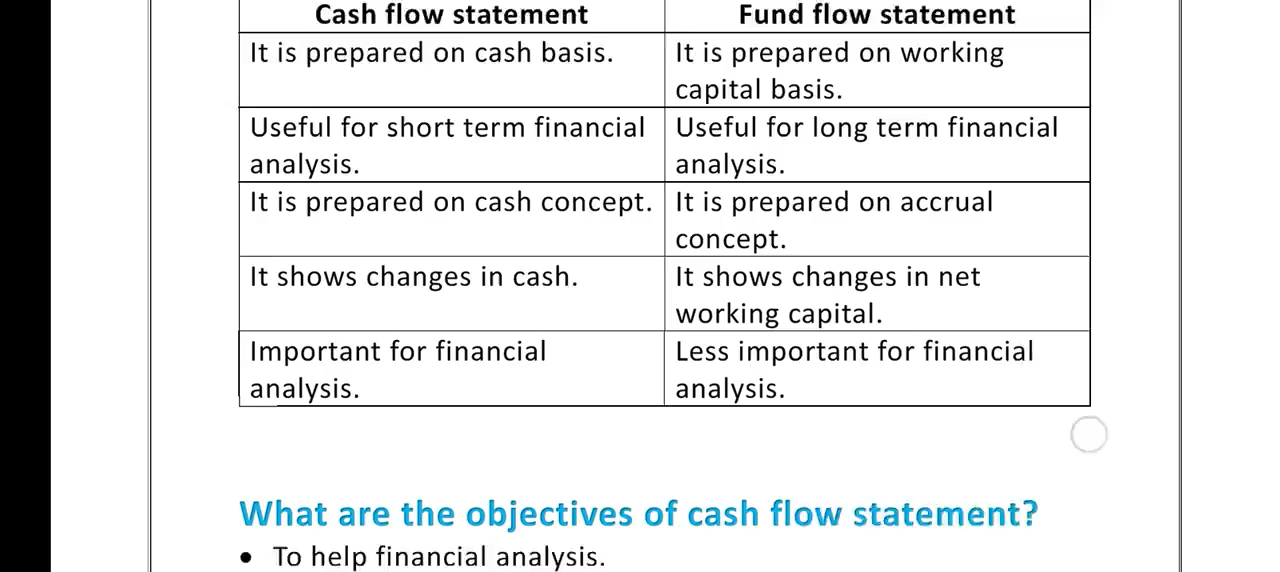 Cash flow statement
Fund flow statement
It is prepared on cash basis.
It is prepared on working
capital basis.
Useful for short term financial
analysis.
Useful for long term financial
analysis.
It is prepared on cash concept.
It is prepared on accrual
concept.
It shows changes in cash.
It shows changes in net
working capital.
Important for financial
analysis.
Less important for financial
analysis.
What are the objectives of cash flow statement?
• To help financial analysis.